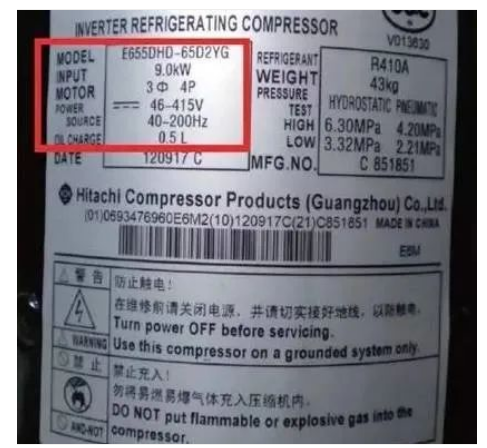 INVERTER REFRIGERATING COMPRESSOR
V013630
MODEL E655DHD-65D2YG
INPUT 9.0kW
MOTOR 3Φ 4P
POWER SOURCE 46-415V
40-200Hz
OIL CHARGE 0.5 L
DATE 120917 C
REFRIGERANT R410A
WEIGHT 43kg
PRESSURE TEST HYDROSTATIC PNEUMATIC
HIGH 6.30MPa 4.20MPa
LOW 3.32MPa 2.21MPa
MFG.NO. C 851851
Hitachi Compressor Products (Guangzhou) Co.,Ltd.
(01)0693476960E6M2(10)120917C(21)C851851 MADE IN CHINA
E6M
警告
防止触电!
在维修前请关闭电源，并请切实接好地线，以防触电.
Turn power OFF before servicing.
WARNING Use this compressor on a grounded system only.
禁止
禁止充入!
勿将易燃易爆气体充入压缩机内.
DO NOT put flammable or explosive gas into the
compressor.